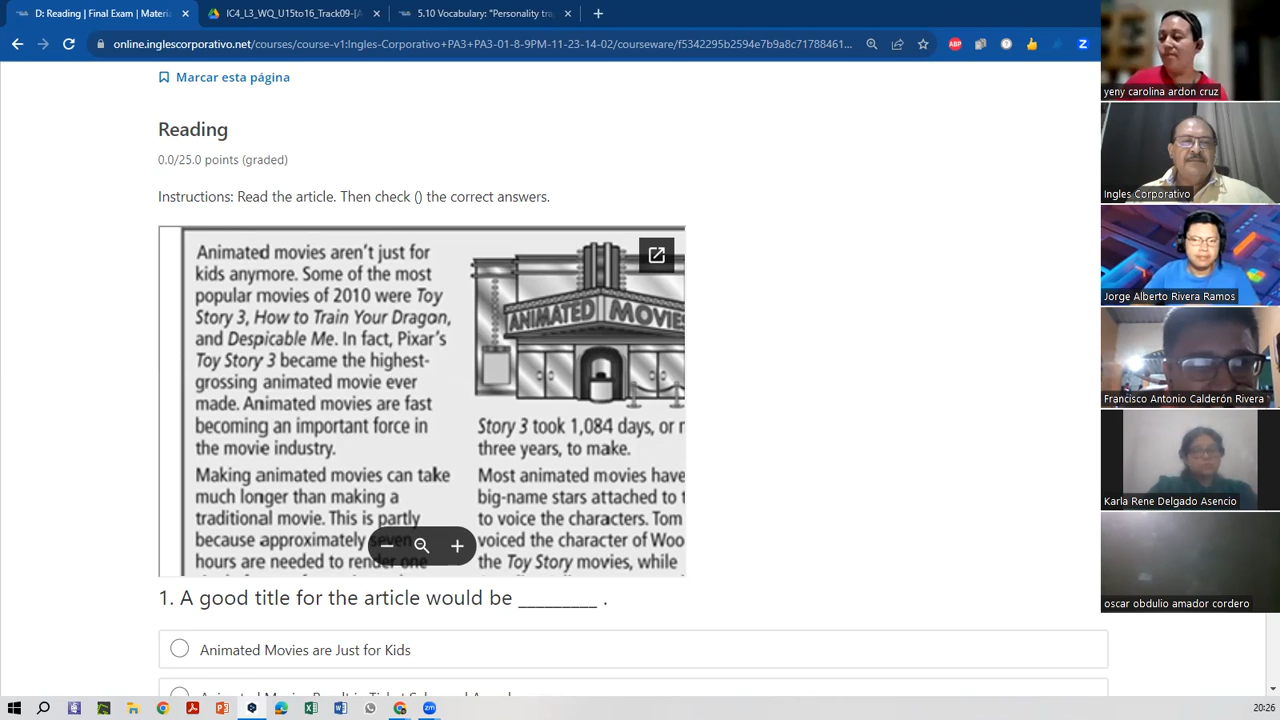 D: Reading | Final Exam | Materia
IC4_L3_WQ_U15to16_Track09-[A
5.10 Vocabulary: "Personality tra
online.inglescorporativo.net/courses/course-v1:Ingles-Corporativo+PA3+PA3-01-8-9PM-11-23-14-02/courseware/f5342295b2594e7b9a8c71788461...
ABP
Marcar esta página
Reading
0.0/25.0 points (graded)
Instructions: Read the article. Then check () the correct answers.
Animated movies aren't just for
kids anymore. Some of the most
popular movies of 2010 were Toy
Story 3, How to Train Your Dragon,
and Despicable Me. In fact, Pixar's
Toy Story 3 became the highest-
grossing animated movie ever
made. Animated movies are fast
becoming an important force in
the movie industry.
Making animated movies can take
much longer than making a
traditional movie. This is partly
because approximately seven
hours are needed to render one
ANIMATED MOVIES
Story 3 took 1,084 days, or
three years, to make.
Most animated movies have
big-name stars attached to
to voice the characters. Tom
voiced the character of Woo
the Toy Story movies, while
1. A good title for the article would be _________ .
Animated Movies are Just for Kids
yeny carolina ardon cruz
Ingles Corporativo
Jorge Alberto Rivera Ramos
Francisco Antonio Calderón Rivera
Karla Rene Delgado Asencio
oscar obdulio amador cordero
20:26